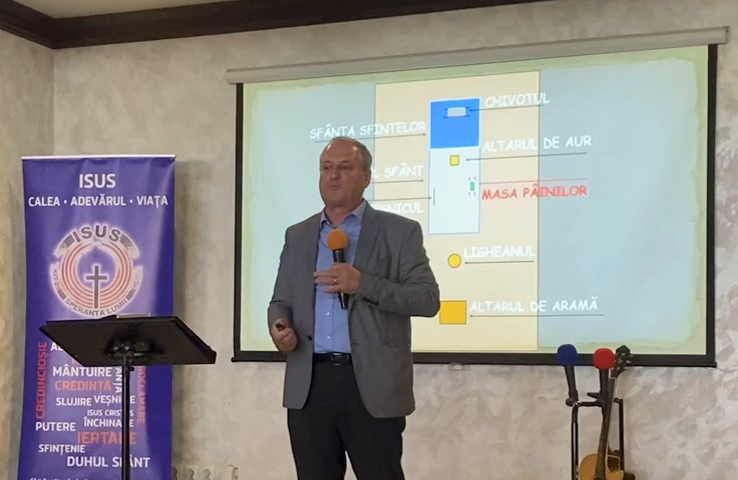 ISUS
CALEA • ADEVĂRUL • VIAȚA
ISUS
SPERANȚA LUMII
MÂNTUIRE
CREDINȚĂ
CREDINCIOȘIE
SLUJIRE VEȘNICIE
ISUS CRISTOS
PUTERE ÎNCHINARE
IERTARE
SFINȚENIE
DUHUL SFÂNT
CHIVOTUL
SFÂNTA SFINTELOR
ALTARUL DE AUR
SFÂNT
MASA PÂINILOR
LIGHEANUL
ALTARUL DE ARAMĂ